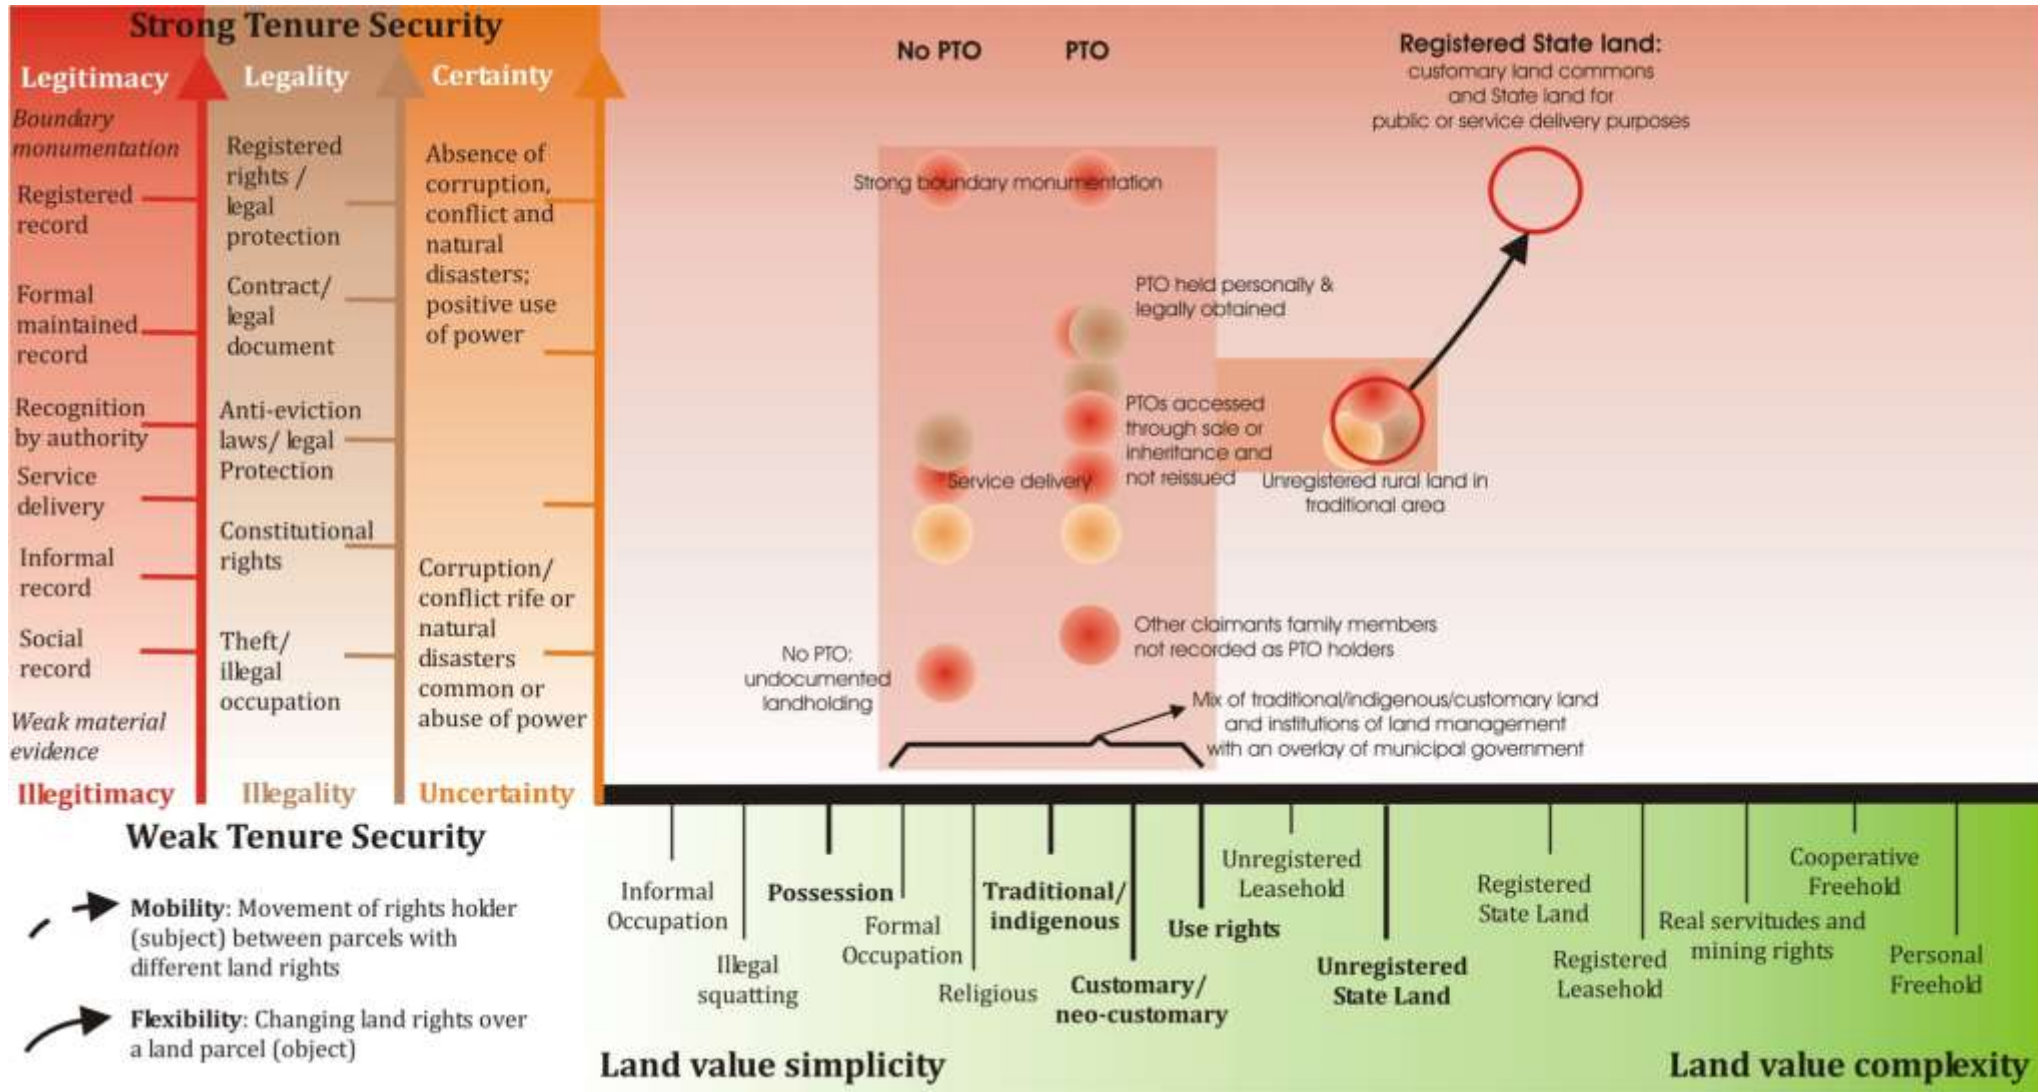 Strong Tenure Security
Legitimacy
Boundary
monumentation
Registered
record
Formal
maintained
record
Recognition
by authority
Service
delivery
Informal
record
Social
record
Weak material
evidence
Illegitimacy
Legality
Registered
rights /
legal
protection
Contract/
legal
document
Anti-eviction
laws/ legal
Protection
Constitutional
rights
Theft/
illegal
occupation
Illegality
Certainty
Absence of
corruption,
conflict and
natural
disasters;
positive use
of power
Corruption/
conflict rife or
natural
disasters
common or
abuse of power
Uncertainty
Weak Tenure Security
Mobility: Movement of rights holder
(subject) between parcels with
different land rights
Flexibility: Changing land rights over
a land parcel (object)
No PTO
PTO
Strong boundary monumentation
PTO held personally &
legally obtained
PTOs accessed
through sale or
inheritance and
not reissued
Service delivery
Other claimants family members
not recorded as PTO holders
No PTO:
undocumented
landholding
Mix of traditional/indigenous/customary land
and institutions of land management
with an overlay of municipal government
Registered State land:
customary land commons
and State land for
public or service delivery purposes
Unregistered rural land in
traditional area
Informal
Occupation
Illegal
squatting
Possession
Formal
Occupation
Religious
Traditional/
indigenous
Customary/
neo-customary
Use rights
Unregistered
Leasehold
Unregistered
State Land
Registered
State Land
Registered
Leasehold
Real servitudes and
mining rights
Cooperative
Freehold
Personal
Freehold
Land value simplicity
Land value complexity